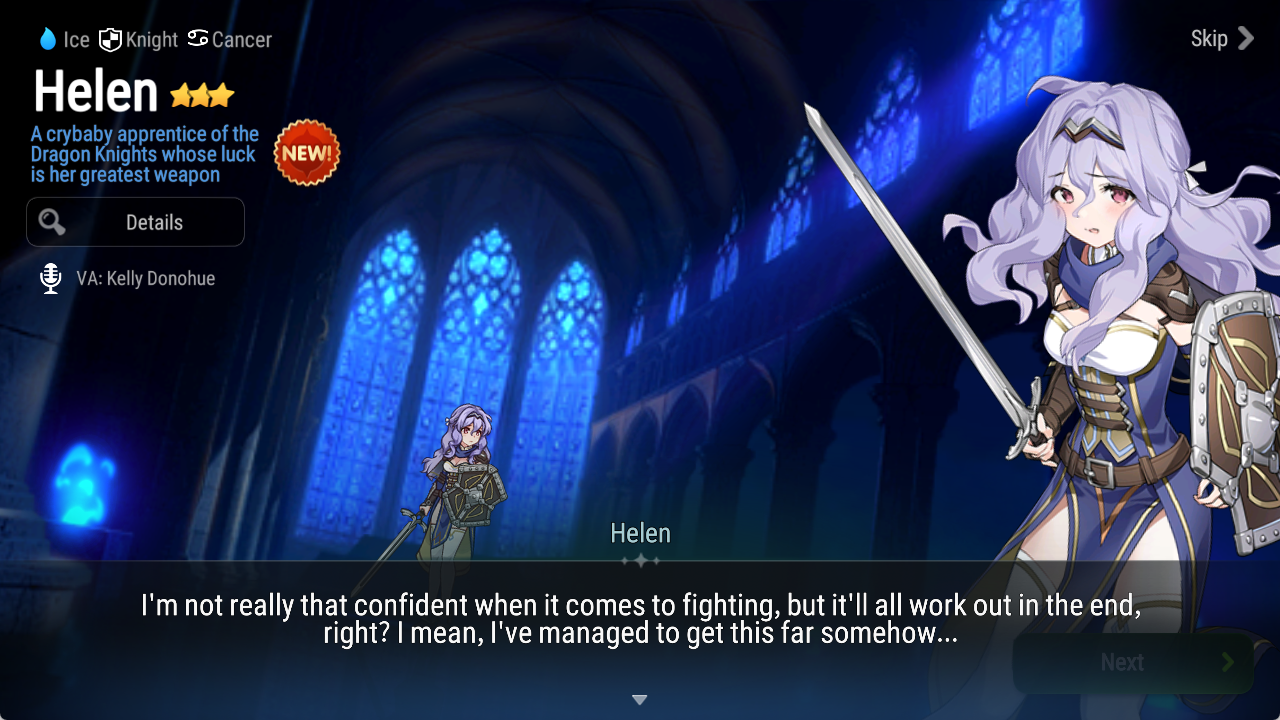 Ice Knight Cancer
Skip
Helen
A crybaby apprentice of the
Dragon Knights whose luck
is her greatest weapon
NEW!
Details
VA: Kelly Donohue
Helen
I'm not really that confident when it comes to fighting, but it'll all work out in the end,
right? I mean, I've managed to get this far somehow...
Next